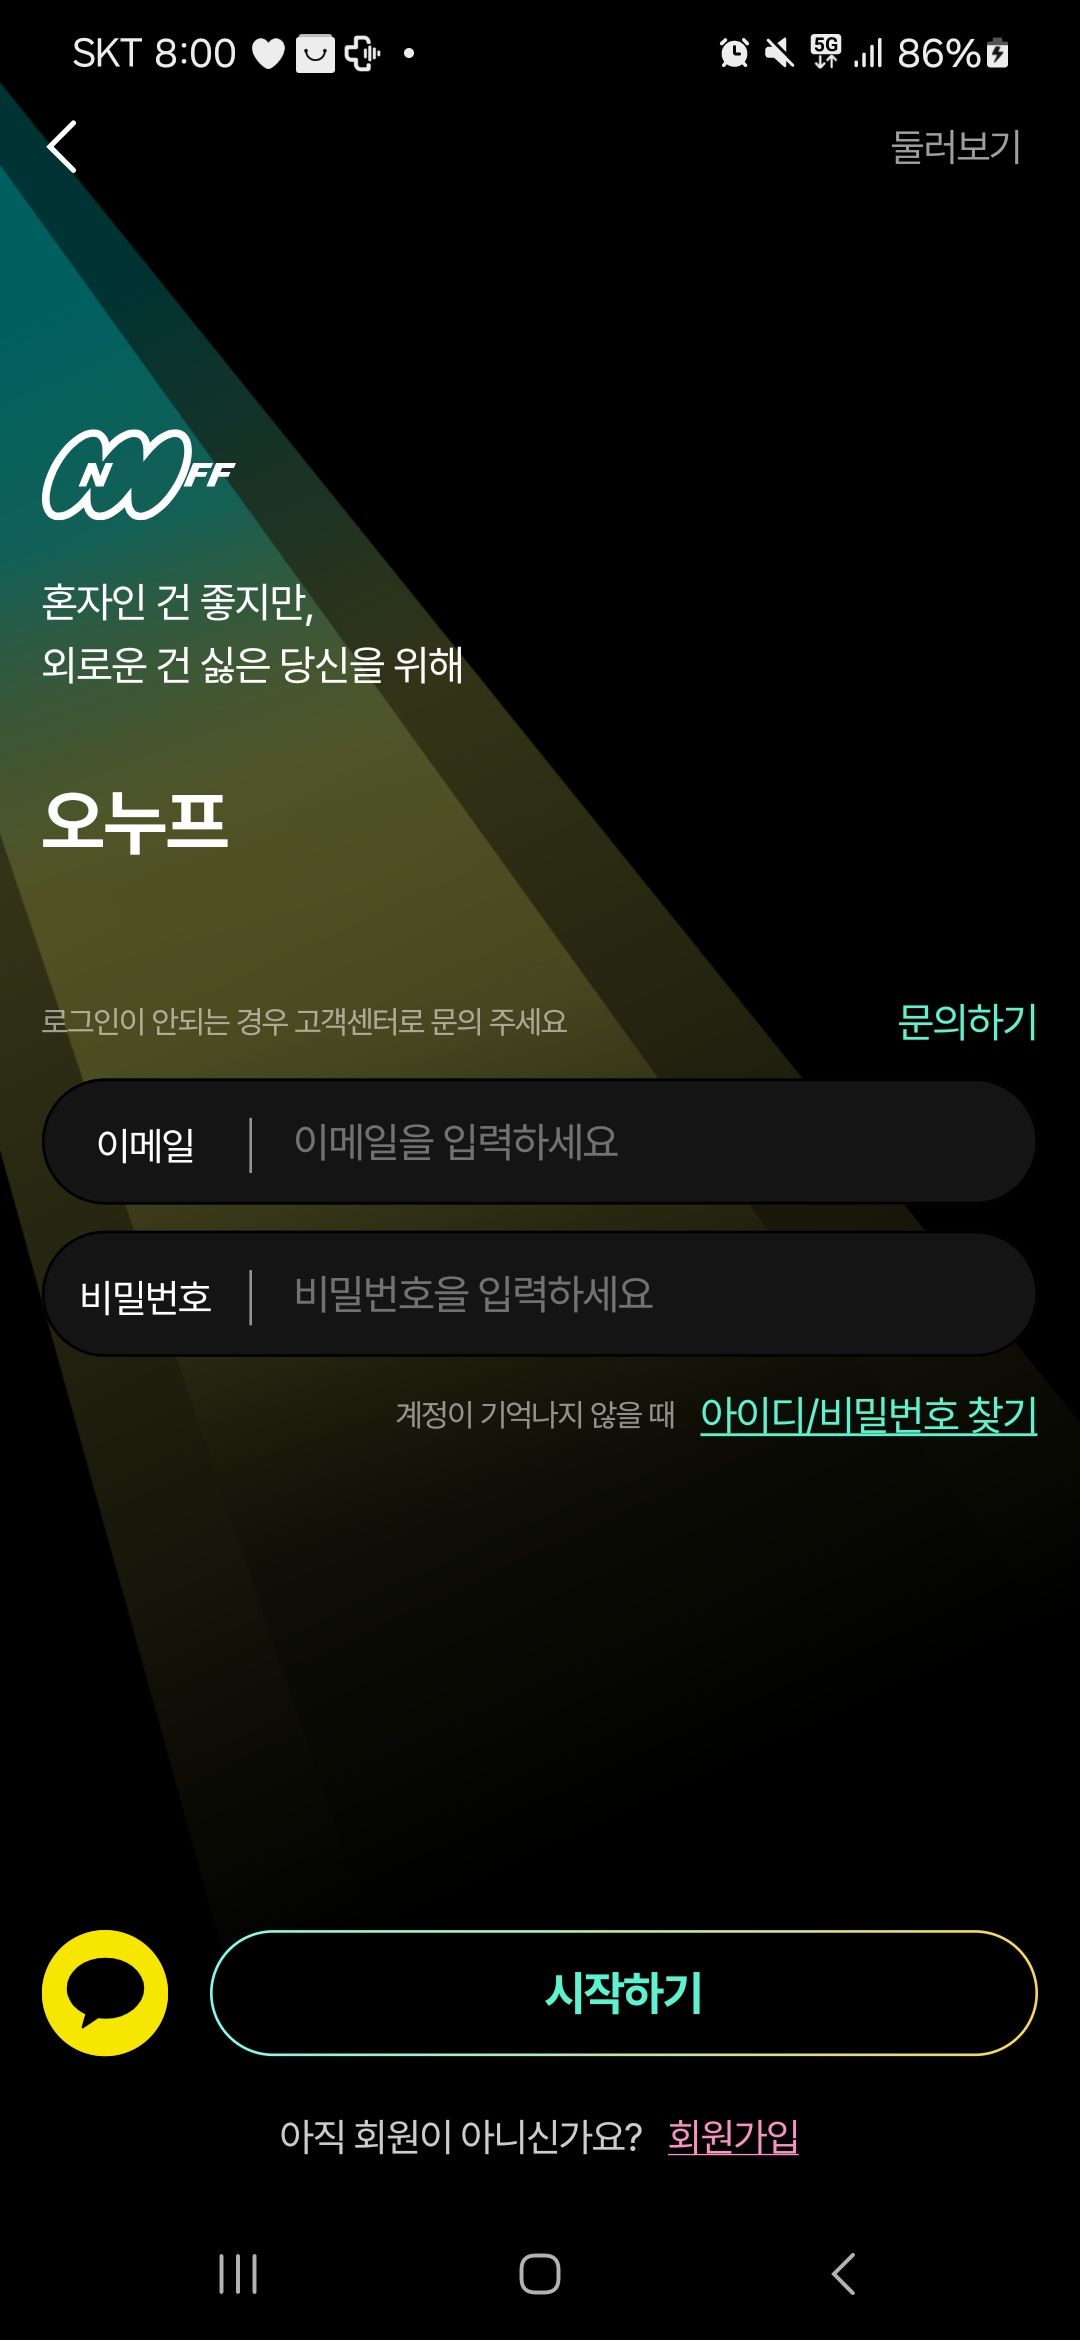 SKT 8:00
5G 86%
둘러보기
N FF
혼자인 건 좋지만,
외로운 건 싫은 당신을 위해
오누프
로그인이 안되는 경우 고객센터로 문의 주세요 문의하기
이메일 | 이메일을 입력하세요
비밀번호 | 비밀번호을 입력하세요
계정이 기억나지 않을 때 아이디/비밀번호 찾기
시작하기
아직 회원이 아니신가요? 회원가입